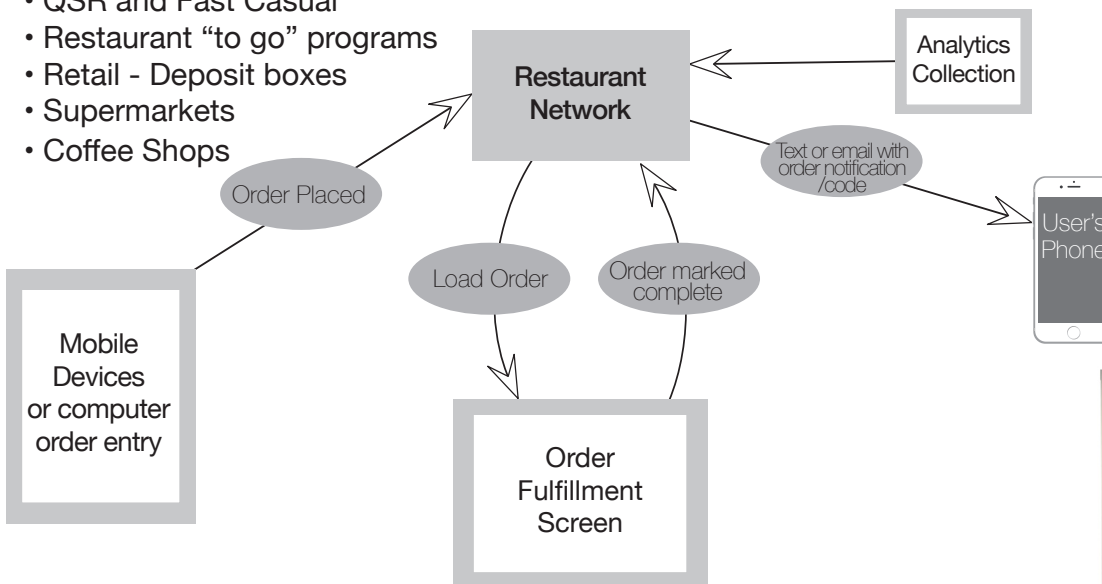 • QSR and Fast Casual
• Restaurant “to go” programs
• Retail - Deposit boxes
• Supermarkets
• Coffee Shops
Order Placed
Restaurant
Network
Analytics
Collection
Text or email with
order notification
/code
User's
Phone
Load Order
Order marked
complete
Mobile
Devices
or computer
order entry
Order
Fulfillment
Screen